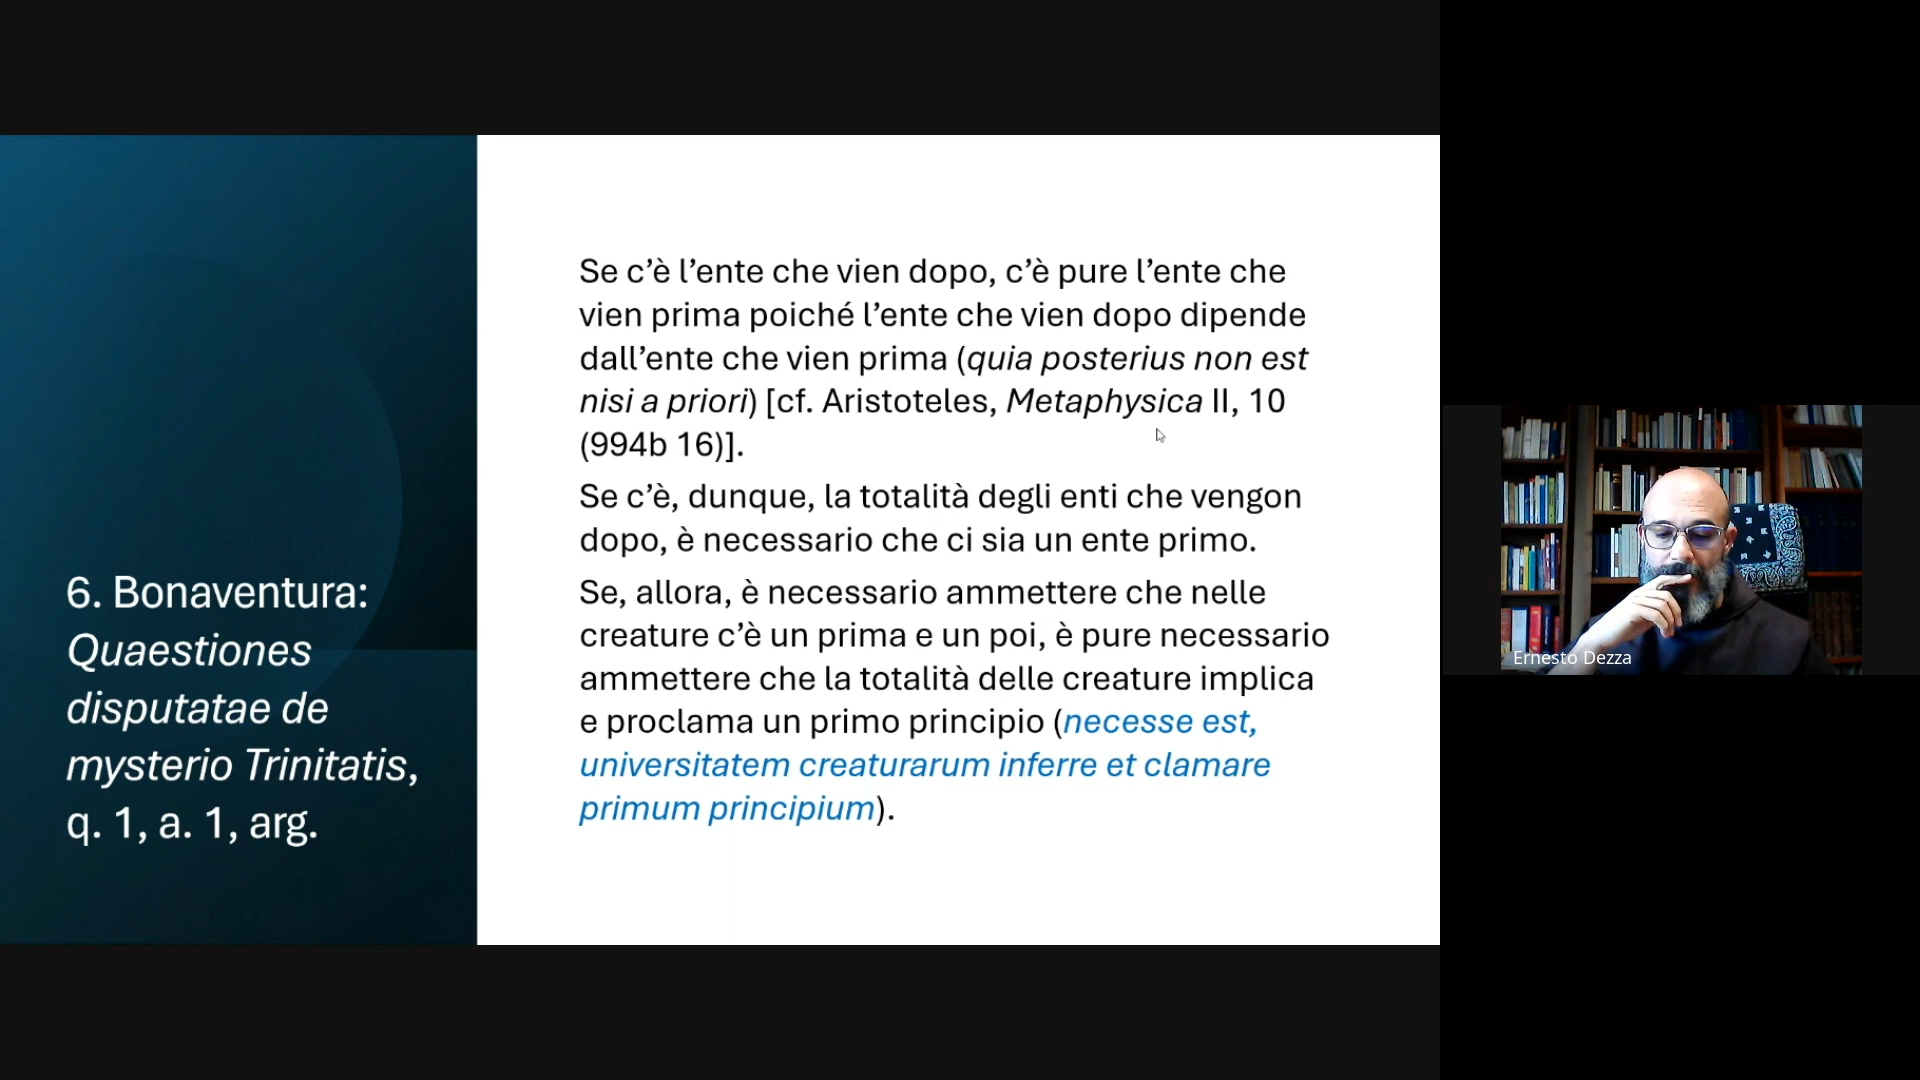 6. Bonaventura:
Quaestiones
disputatae de
mysterio Trinitatis,
q. 1, a. 1, arg.
Se c’è l’ente che vien dopo, c’è pure l’ente che
vien prima poiché l’ente che vien dopo dipende
dall’ente che vien prima (quia posterius non est
nisi a priori) [cf. Aristoteles, Metaphysica II, 10
(994b 16)].
Se c’è, dunque, la totalità degli enti che vengon
dopo, è necessario che ci sia un ente primo.
Se, allora, è necessario ammettere che nelle
creature c’è un prima e un poi, è pure necessario
ammettere che la totalità delle creature implica
e proclama un primo principio (necesse est,
universitatem creaturarum inferre et clamare
primum principium).
Ernesto Dezza